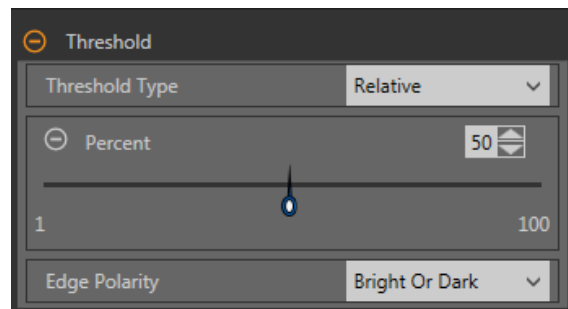 Threshold
Threshold Type Relative
Percent 50
1 100
Edge Polarity Bright Or Dark